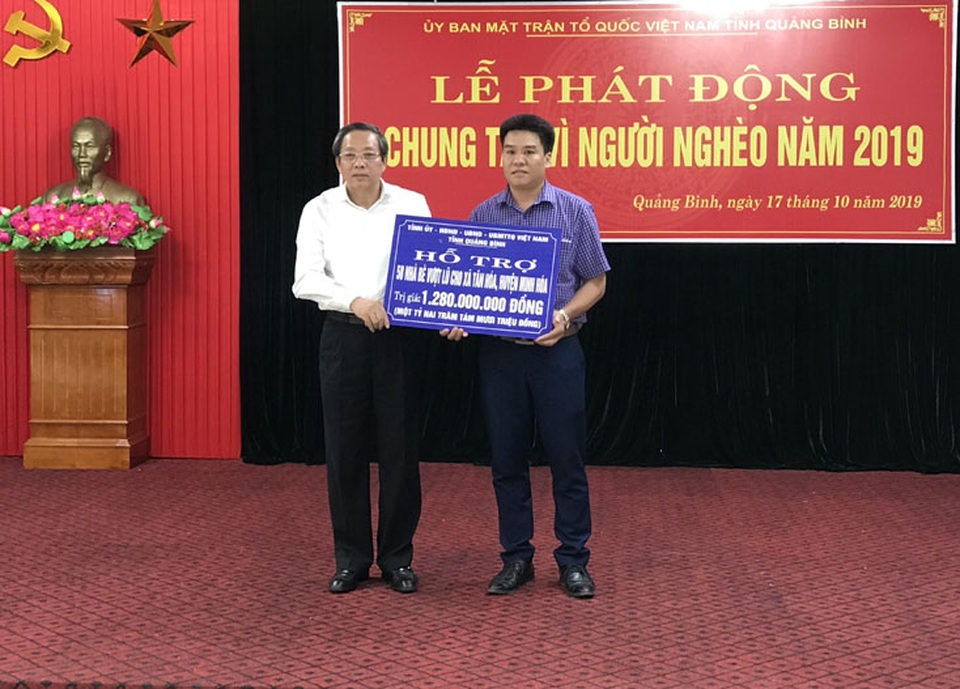 ỦY BAN MẶT TRẬN TỔ QUỐC VIỆT NAM TỈNH QUẢNG BÌNH
LỄ PHÁT ĐỘNG
CHUNG TAY VÌ NGƯỜI NGHÈO NĂM 2019
Quảng Bình, ngày 17 tháng 10 năm 2019
TỈNH ỦY - HĐND - UBND - UBMTTQ VIỆT NAM
TỈNH QUẢNG BÌNH
HỖ TRỢ
50 NHÀ BÈ VƯỢT LŨ CHO XÃ TÂN HÓA, HUYỆN MINH HÓA
Trị giá: 1.280.000.000 ĐỒNG
(MỘT TỶ HAI TRĂM TÁM MƯƠI TRIỆU ĐỒNG)